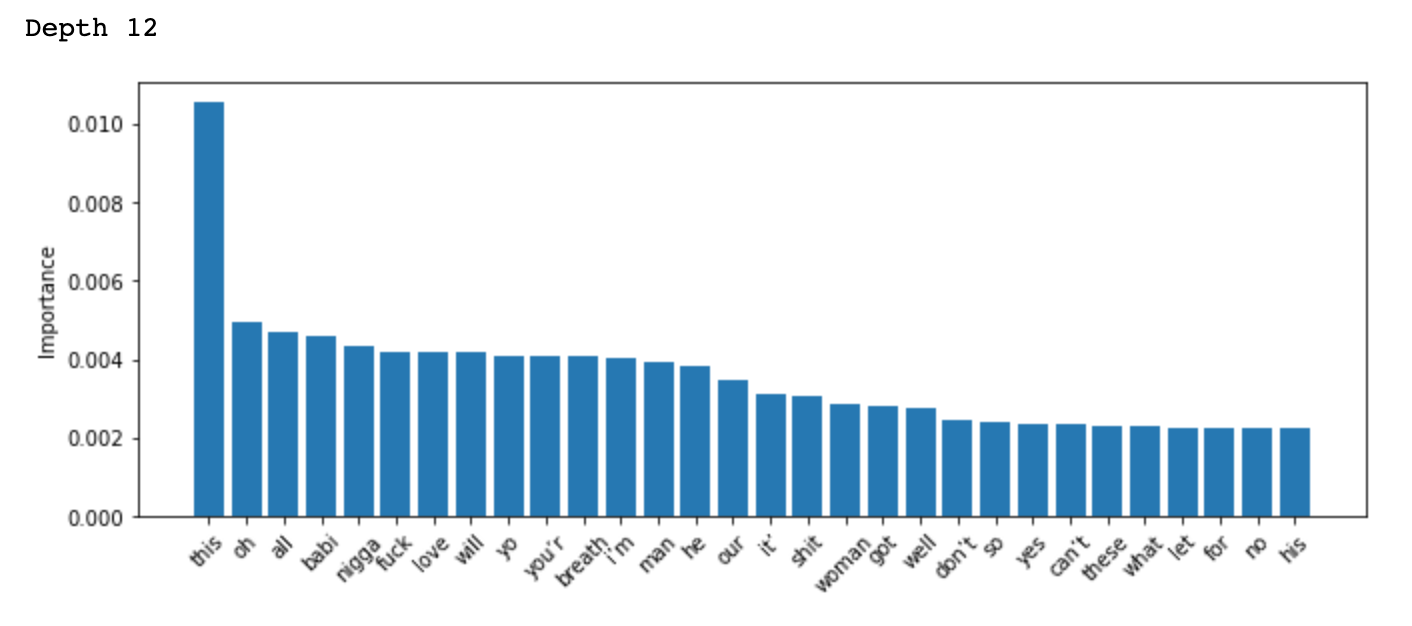 Depth 12
0.010
0.008
0.006
0.004
0.002
0.000
Importance
this oh all babi nigga fuck love will yo you'r breath i'm man he our it' shit woman got well don't so yes can't these what let for no his